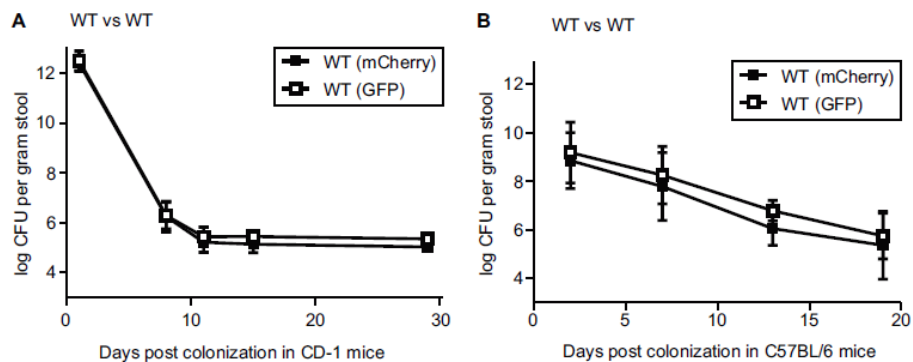 A WT vs WT
log CFU per gram stool
12
10
8
6
4
WT (mCherry)
WT (GFP)
0 10 20 30
Days post colonization in CD-1 mice
B WT vs WT
log CFU per gram stool
12
10
8
6
4
WT (mCherry)
WT (GFP)
0 5 10 15 20
Days post colonization in C57BL/6 mice